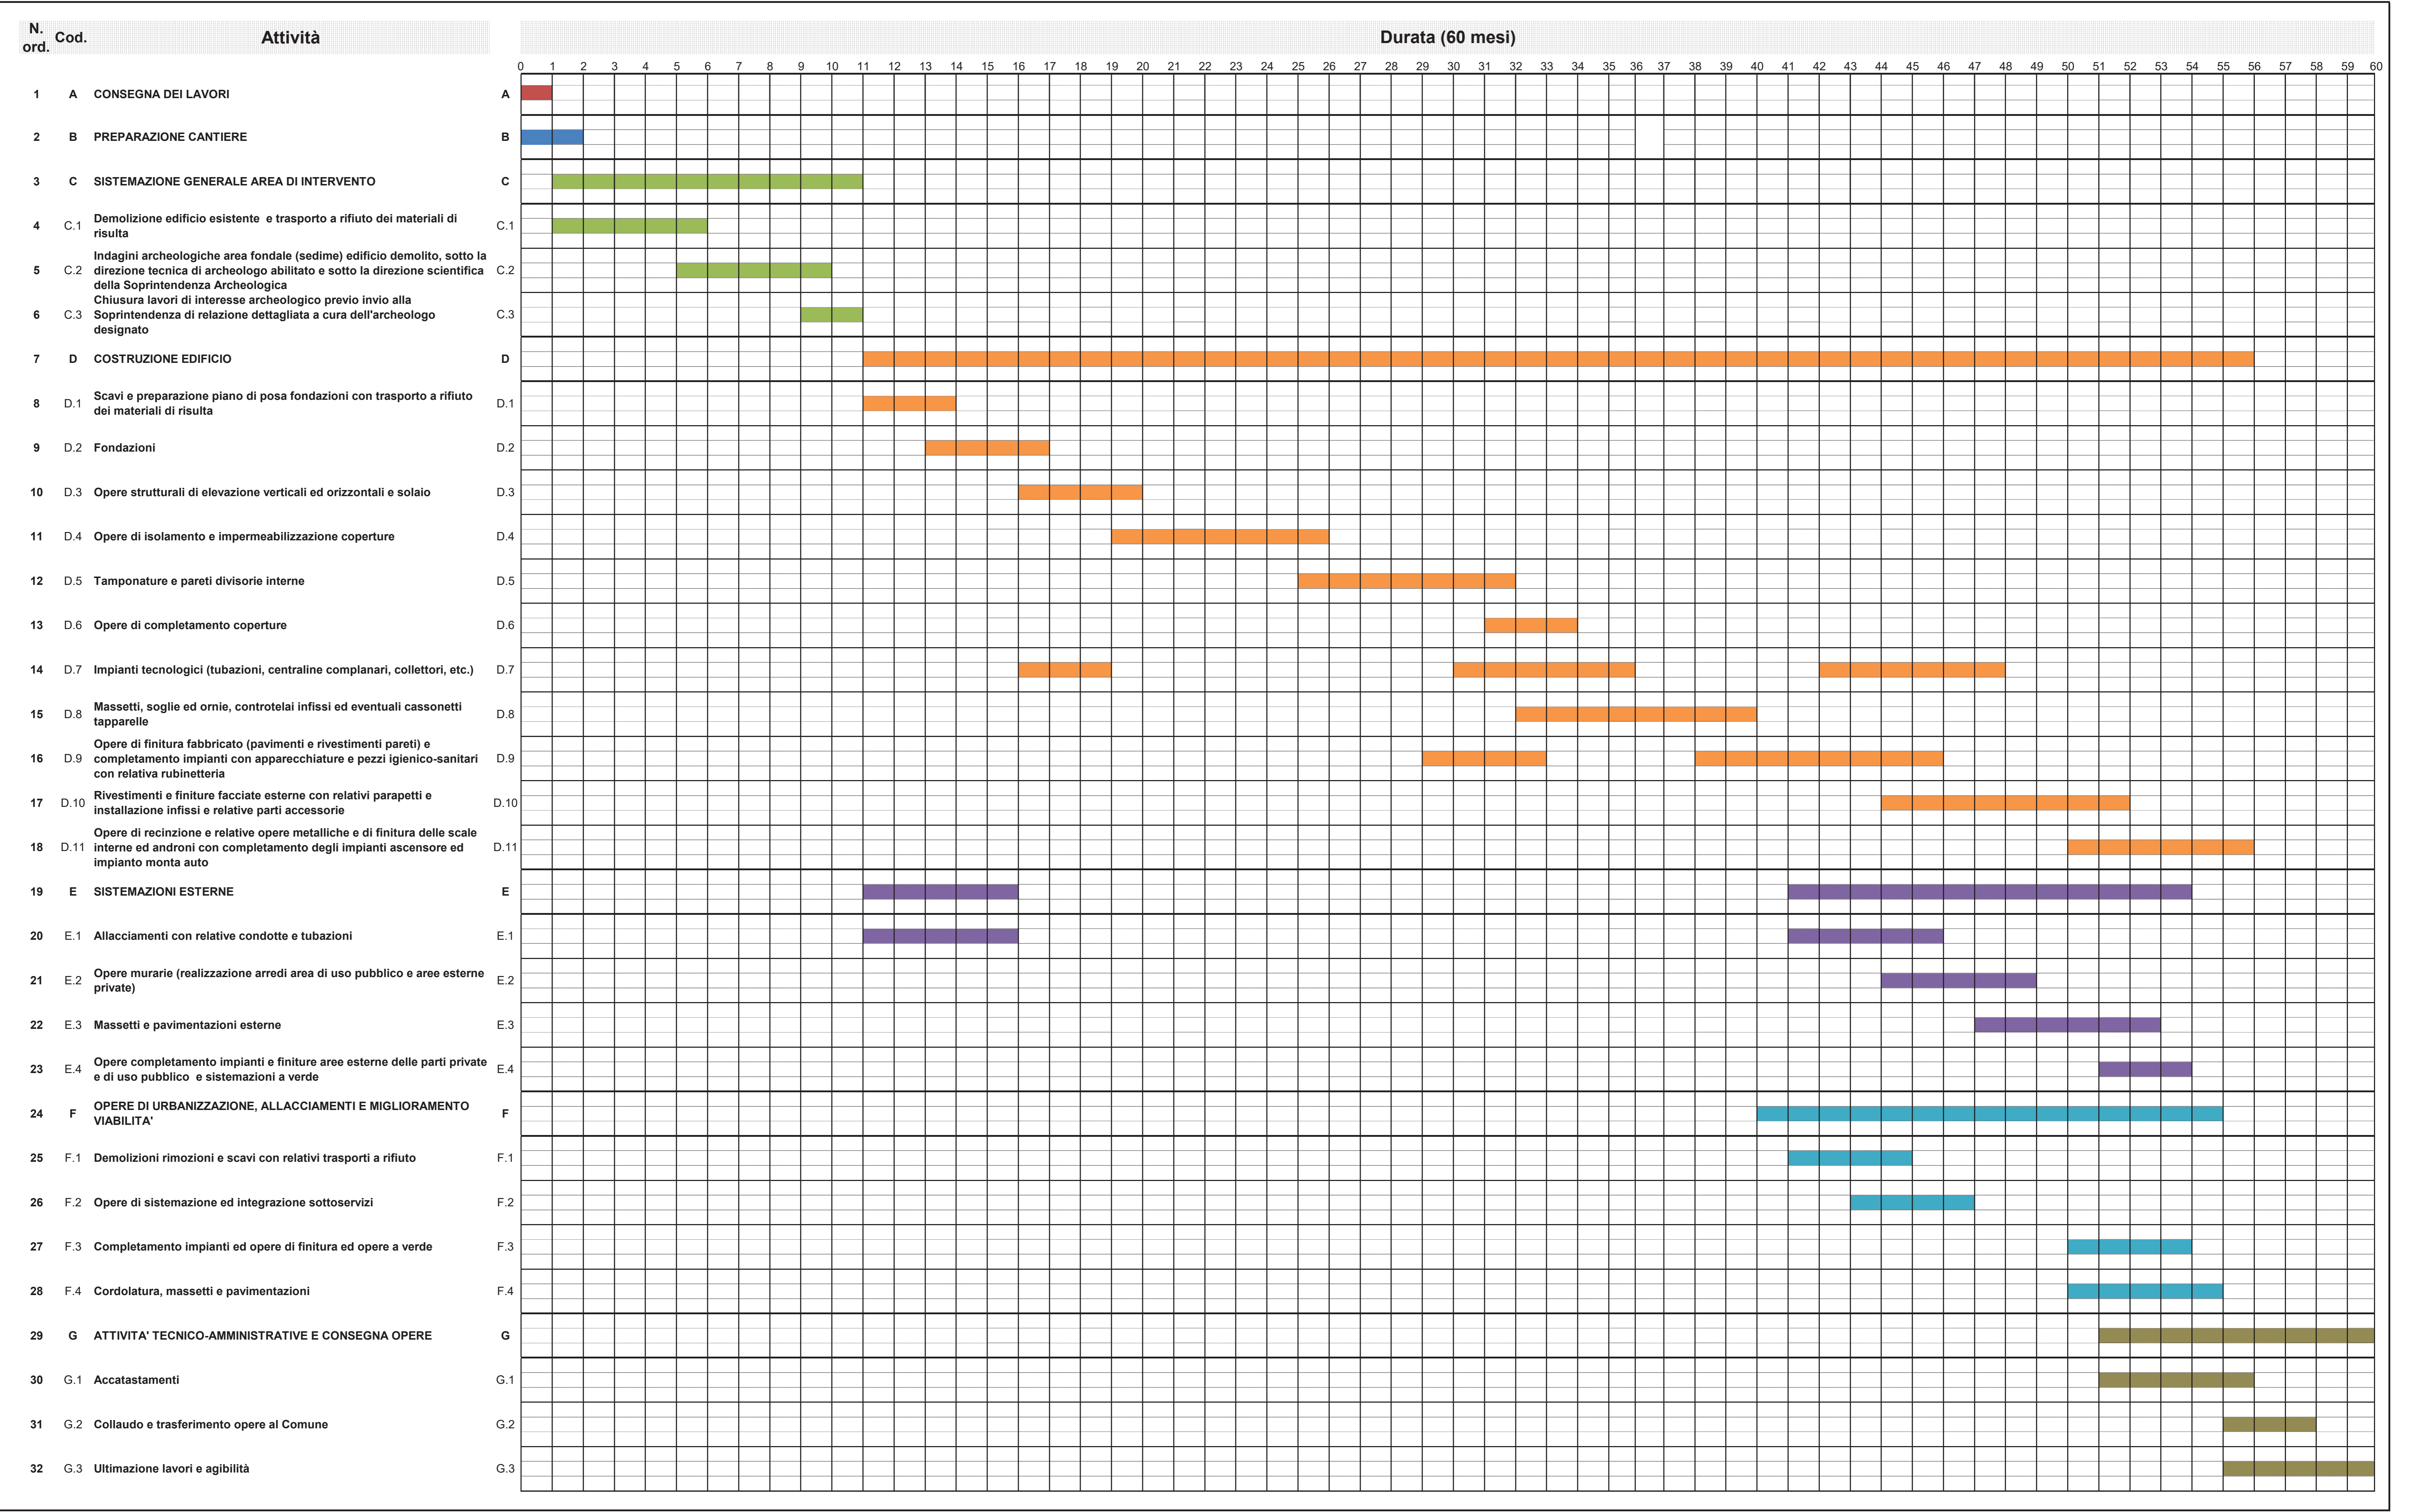 N. ord. Cod. Attività Durata (60 mesi)
0 1 2 3 4 5 6 7 8 9 10 11 12 13 14 15 16 17 18 19 20 21 22 23 24 25 26 27 28 29 30 31 32 33 34 35 36 37 38 39 40 41 42 43 44 45 46 47 48 49 50 51 52 53 54 55 56 57 58 59 60
1 A CONSEGNA DEI LAVORI A
2 B PREPARAZIONE CANTIERE B
3 C SISTEMAZIONE GENERALE AREA DI INTERVENTO C
4 C.1 Demolizione edificio esistente e trasporto a rifiuto dei materiali di
risulta C.1
Indagini archeologiche area fondale (sedime) edificio demolito, sotto la
5 C.2 direzione tecnica di archeologo abilitato e sotto la direzione scientifica C.2
della Soprintendenza Archeologica
Chiusura lavori di interesse archeologico previo invio alla
6 C.3 Soprintendenza di relazione dettagliata a cura dell'archeologo C.3
designato
7 D COSTRUZIONE EDIFICIO D
8 D.1 Scavi e preparazione piano di posa fondazioni con trasporto a rifiuto
dei materiali di risulta D.1
9 D.2 Fondazioni D.2
10 D.3 Opere strutturali di elevazione verticali ed orizzontali e solaio D.3
11 D.4 Opere di isolamento e impermeabilizzazione coperture D.4
12 D.5 Tamponature e pareti divisorie interne D.5
13 D.6 Opere di completamento coperture D.6
14 D.7 Impianti tecnologici (tubazioni, centraline complanari, collettori, etc.) D.7
15 D.8 Massetti, soglie ed ornie, controtelai infissi ed eventuali cassonetti
tapparelle D.8
Opere di finitura fabbricato (pavimenti e rivestimenti pareti) e
16 D.9 completamento impianti con apparecchiature e pezzi igienico-sanitari D.9
con relativa rubinetteria
17 D.10 Rivestimenti e finiture facciate esterne con relativi parapetti e
installazione infissi e relative parti accessorie D.10
Opere di recinzione e relative opere metalliche e di finitura delle scale
18 D.11 interne ed androni con completamento degli impianti ascensore ed D.11
impianto monta auto
19 E SISTEMAZIONI ESTERNE E
20 E.1 Allacciamenti con relative condotte e tubazioni E.1
21 E.2 Opere murarie (realizzazione arredi area di uso pubblico e aree esterne
private) E.2
22 E.3 Massetti e pavimentazioni esterne E.3
23 E.4 Opere completamento impianti e finiture aree esterne delle parti private
e di uso pubblico e sistemazioni a verde E.4
24 F OPERE DI URBANIZZAZIONE, ALLACCIAMENTI E MIGLIORAMENTO
VIABILITA' F
25 F.1 Demolizioni rimozioni e scavi con relativi trasporti a rifiuto F.1
26 F.2 Opere di sistemazione ed integrazione sottoservizi F.2
27 F.3 Completamento impianti ed opere di finitura ed opere a verde F.3
28 F.4 Cordolatura, massetti e pavimentazioni F.4
29 G ATTIVITA' TECNICO-AMMINISTRATIVE E CONSEGNA OPERE G
30 G.1 Accatastamenti G.1
31 G.2 Collaudo e trasferimento opere al Comune G.2
32 G.3 Ultimazione lavori e agibilità G.3